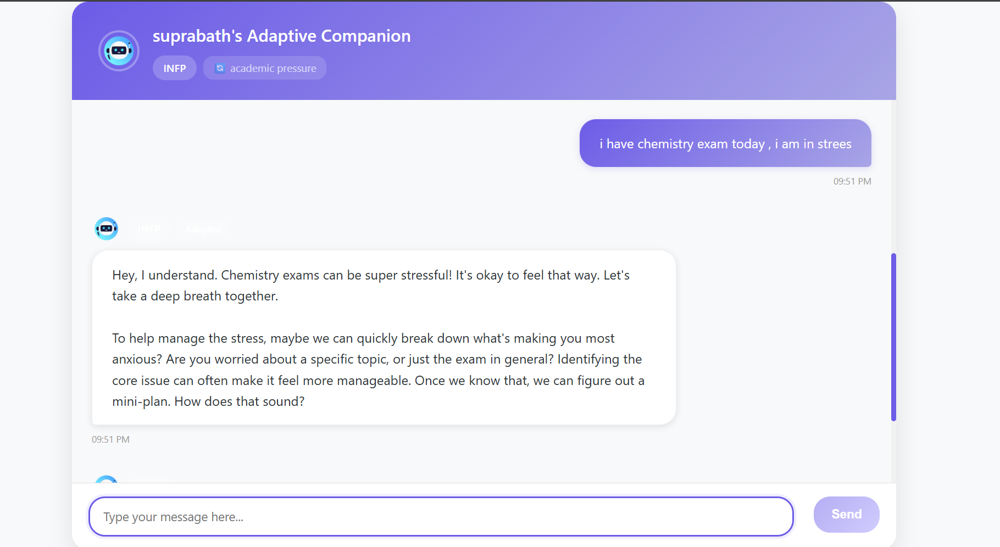 suprabath's Adaptive Companion
INFP
academic pressure
i have chemistry exam today , i am in strees
09:51 PM
INFP
Adapted
Hey, I understand. Chemistry exams can be super stressful! It's okay to feel that way. Let's
take a deep breath together.
To help manage the stress, maybe we can quickly break down what's making you most
anxious? Are you worried about a specific topic, or just the exam in general? Identifying the
core issue can often make it feel more manageable. Once we know that, we can figure out a
mini-plan. How does that sound?
09:51 PM
Type your message here...
Send